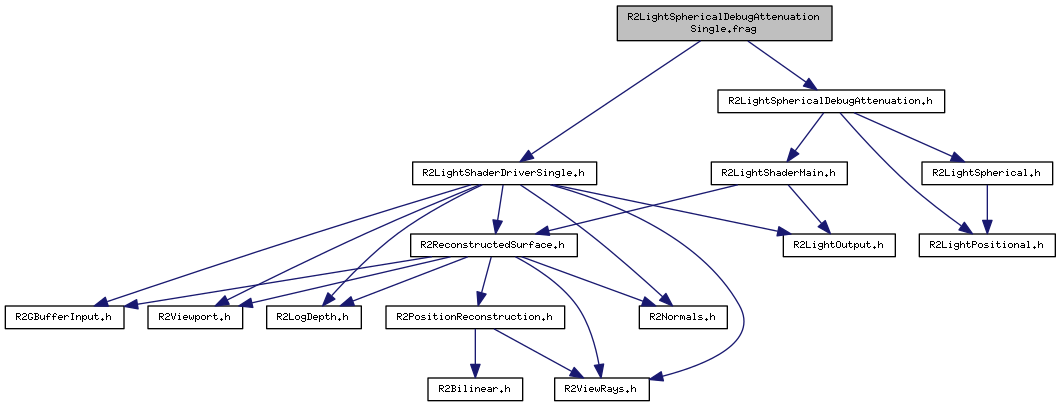 R2LightSphericalDebugAttenuation
Single.frag
R2LightSphericalDebugAttenuation.h
R2LightShaderDriverSingle.h
R2LightShaderMain.h
R2LightSpherical.h
R2ReconstructedSurface.h
R2LightOutput.h
R2LightPositional.h
R2GBufferInput.h
R2Viewport.h
R2LogDepth.h
R2PositionReconstruction.h
R2Normals.h
R2Bilinear.h
R2ViewRays.h